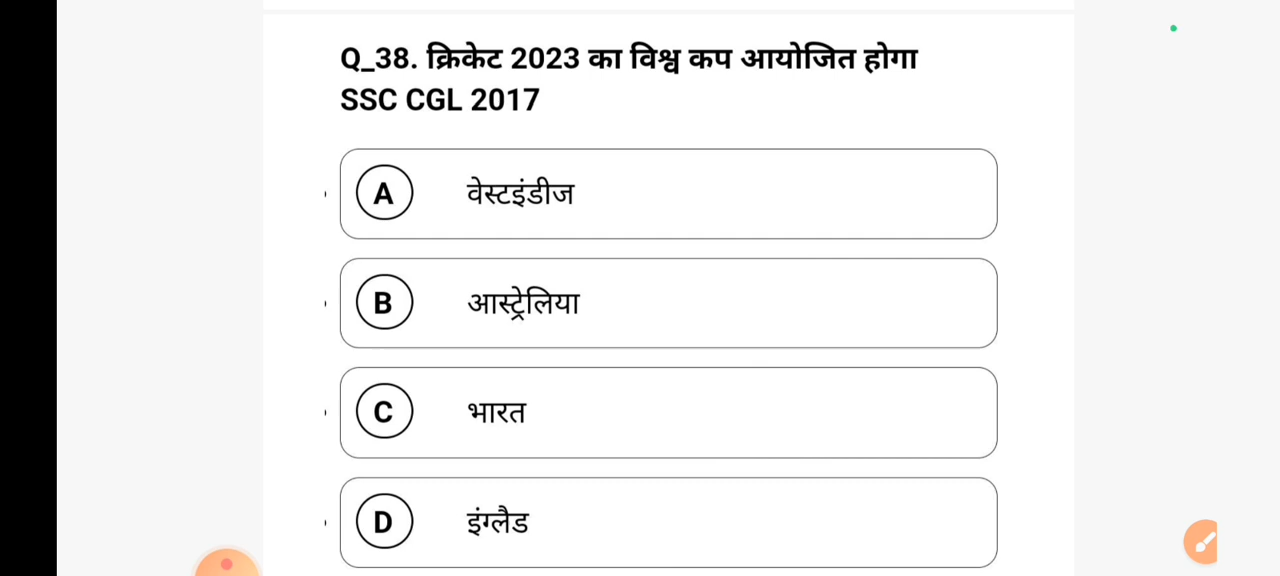 Q_38. क्रिकेट 2023 का विश्व कप आयोजित होगा
SSC CGL 2017
A वेस्टइंडीज
B आस्ट्रेलिया
C भारत
D इंग्लैड